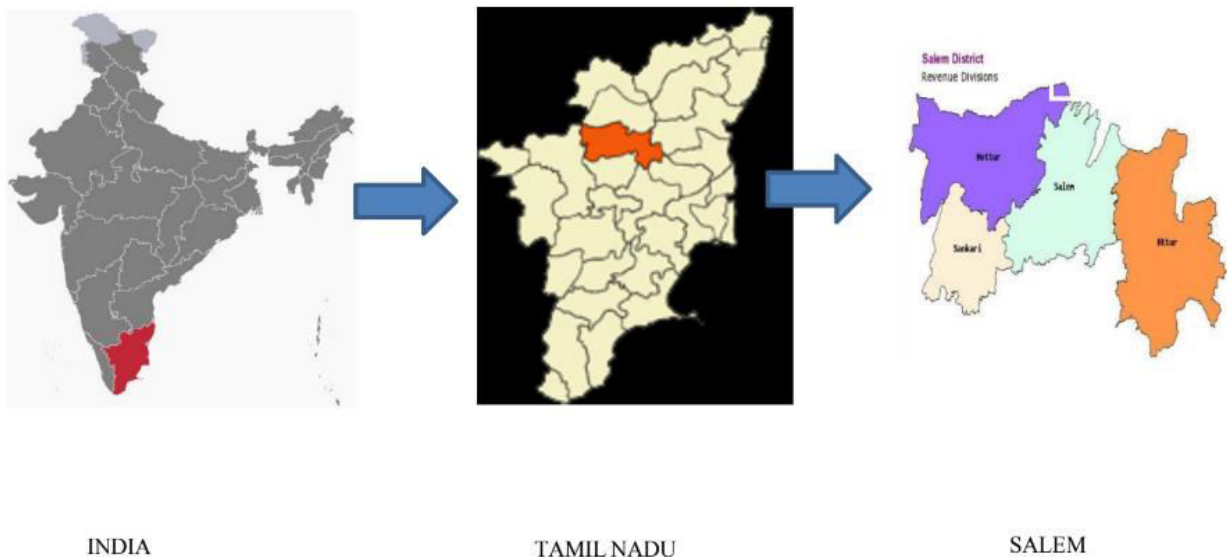 Salem District
Revenue Divisions
Mettur
Salem
Sankari
Attur
INDIA
TAMIL NADU
SALEM